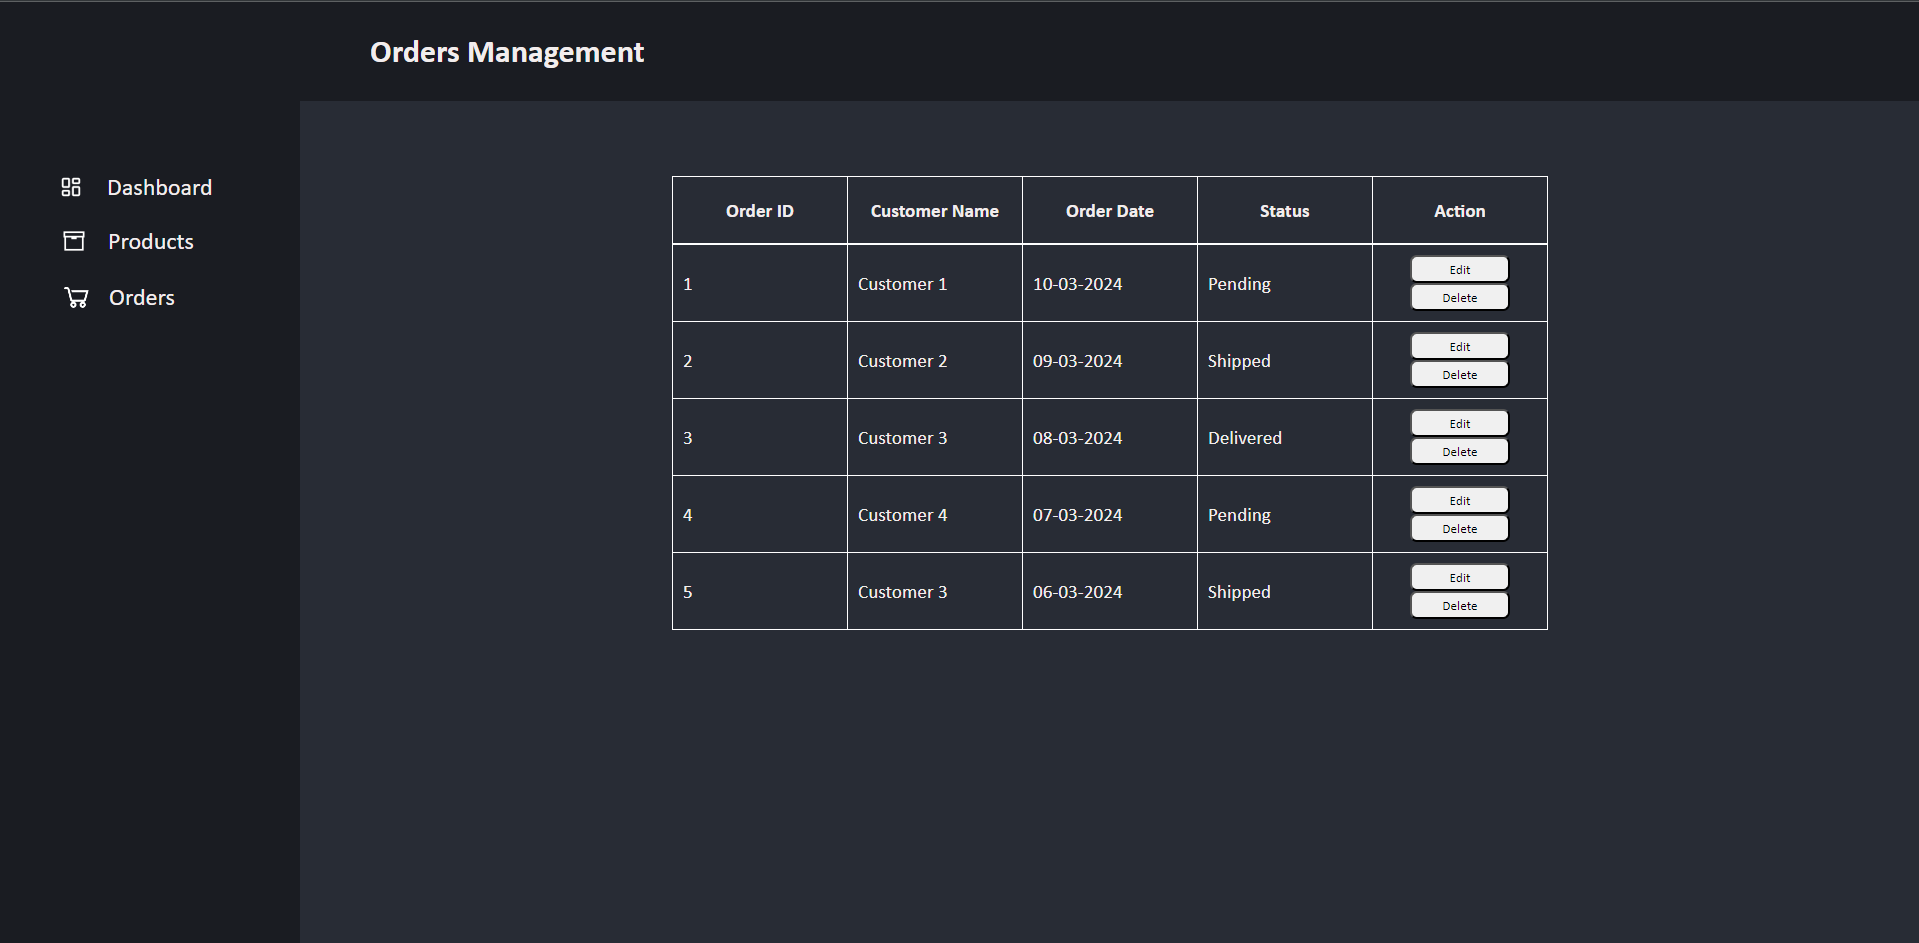 Orders Management
Dashboard
Products
Orders
Order ID Customer Name Order Date Status Action
1 Customer 1 10-03-2024 Pending Edit
Delete
2 Customer 2 09-03-2024 Shipped Edit
Delete
3 Customer 3 08-03-2024 Delivered Edit
Delete
4 Customer 4 07-03-2024 Pending Edit
Delete
5 Customer 3 06-03-2024 Shipped Edit
Delete